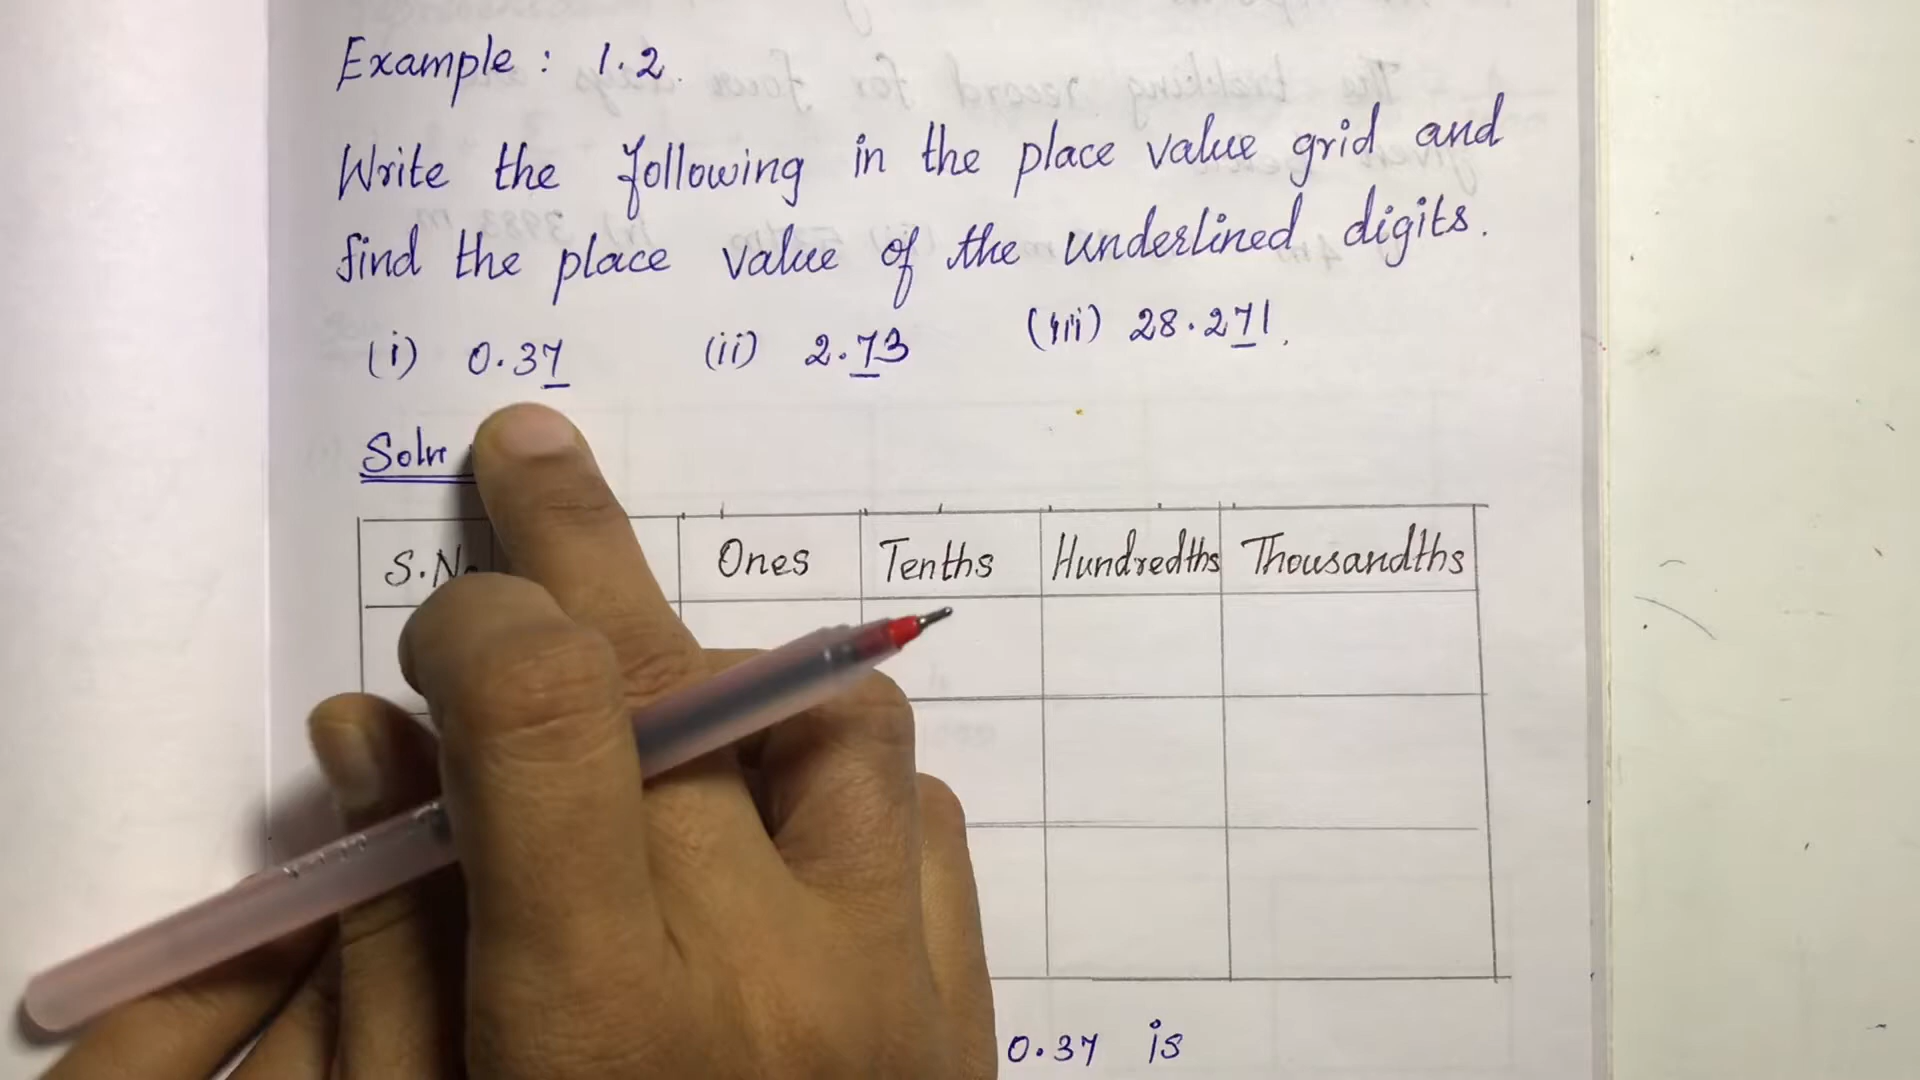 Example : 1.2.
Write the following in the place value grid and
find the place value of the underlined digits.
(i) 0.37 (ii) 2.73 (iii) 28.271.
Soln
S.No Ones Tenths Hundredths Thousandths
0.37 is